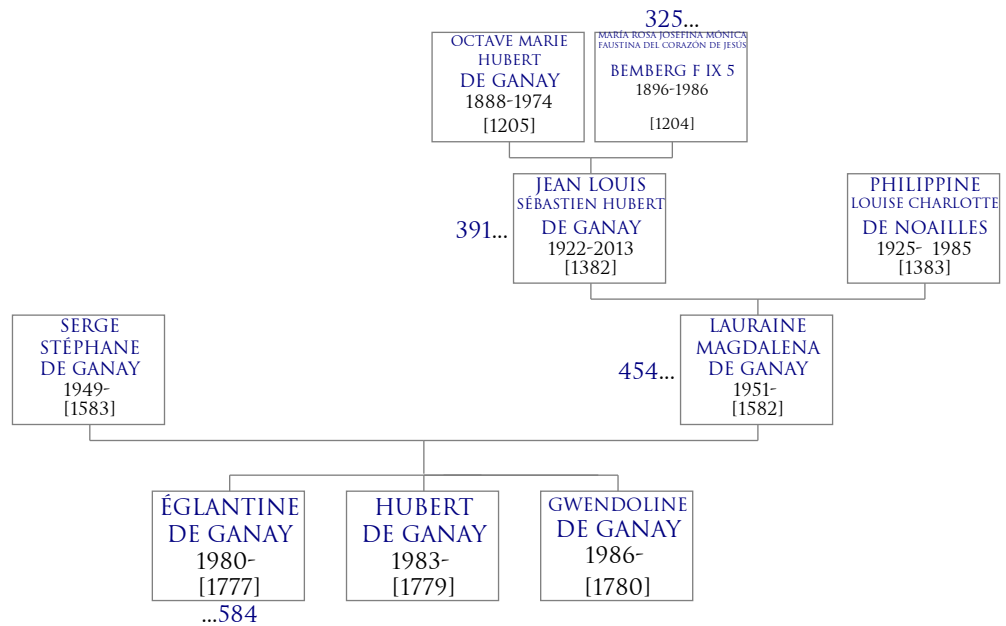 325...
OCTAVE MARIE
HUBERT
DE GANAY
1888-1974
[1205]
MARÍA ROSA JOSEFINA MÓNICA
FAUSTINA DEL CORAZÓN DE JESÚS
BEMBERG F IX 5
1896-1986
[1204]
391...
JEAN LOUIS
SÉBASTIEN HUBERT
DE GANAY
1922-2013
[1382]
PHILIPPINE
LOUISE CHARLOTTE
DE NOAILLES
1925- 1985
[1383]
SERGE
STÉPHANE
DE GANAY
1949-
[1583]
454...
LAURAINE
MAGDALENA
DE GANAY
1951-
[1582]
ÉGLANTINE
DE GANAY
1980-
[1777]
...584
HUBERT
DE GANAY
1983-
[1779]
GWENDOLINE
DE GANAY
1986-
[1780]